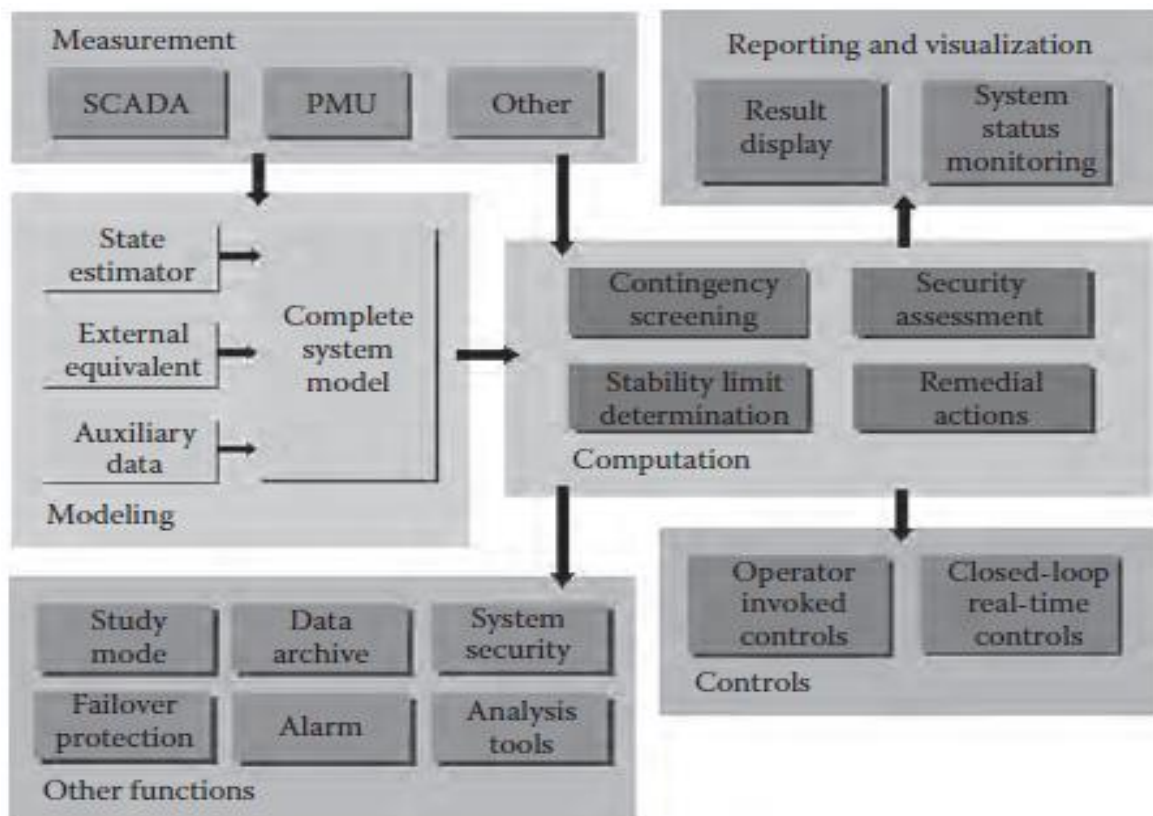 Measurement
SCADA
PMU
Other
Reporting and visualization
Result
display
System
status
monitoring
State
estimator
External
equivalent
Auxiliary
data
Complete
system
model
Modeling
Contingency
screening
Security
assessment
Stability limit
determination
Remedial
actions
Computation
Study
mode
Data
archive
System
security
Failover
protection
Alarm
Analysis
tools
Other functions
Operator
invoked
controls
Closed-loop
real-time
controls
Controls